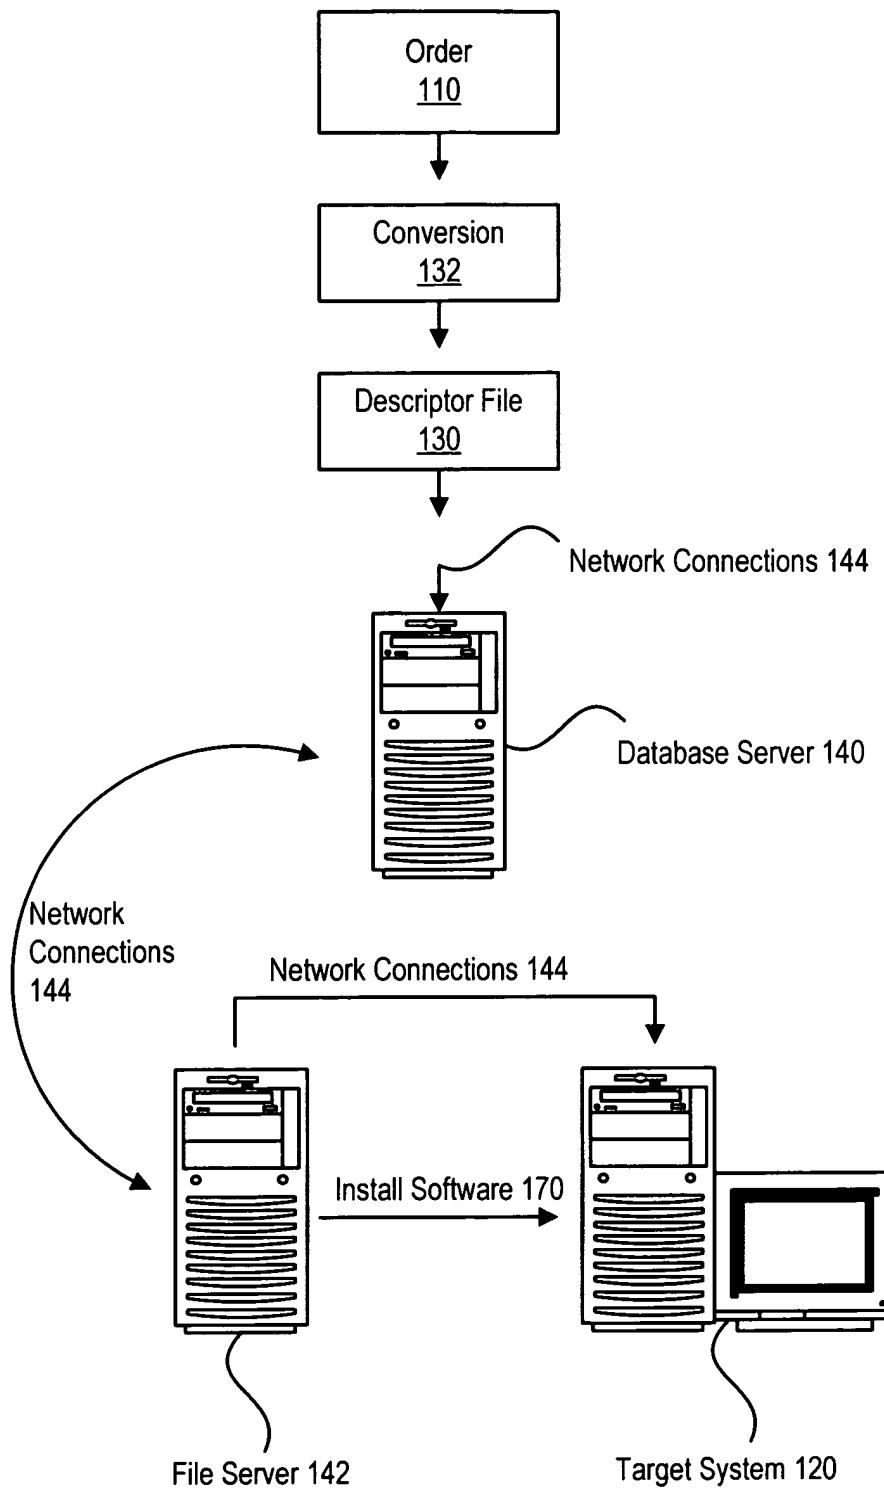 Order
110
Conversion
132
Descriptor File
130
Network Connections 144
Database Server 140
Network
Connections
144
Network Connections 144
Install Software 170
File Server 142
Target System 120